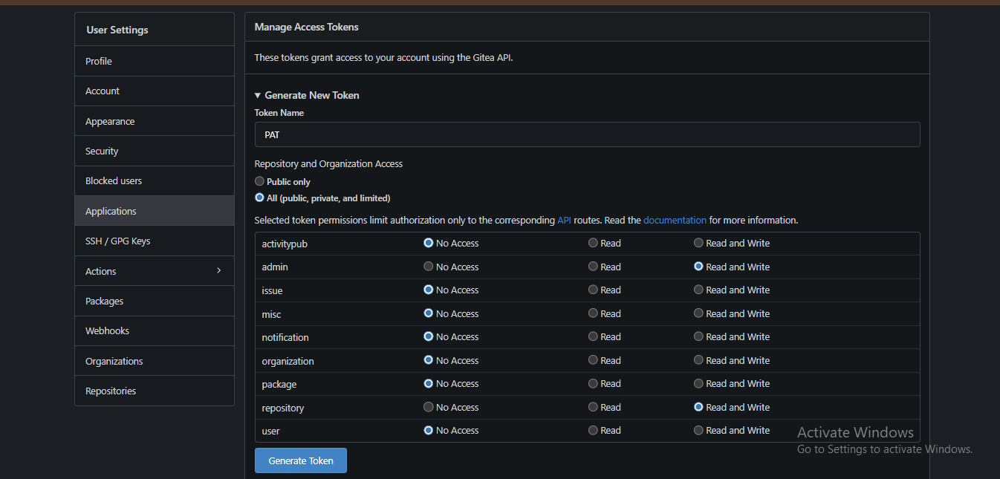 User Settings
Profile
Account
Appearance
Security
Blocked users
Applications
SSH / GPG Keys
Actions
Packages
Webhooks
Organizations
Repositories
Manage Access Tokens
These tokens grant access to your account using the Gitea API.
▼ Generate New Token
Token Name
PAT
Repository and Organization Access
Public only
All (public, private, and limited)
Selected token permissions limit authorization only to the corresponding API routes. Read the documentation for more information.
activitypub No Access Read Read and Write
admin No Access Read Read and Write
issue No Access Read Read and Write
misc No Access Read Read and Write
notification No Access Read Read and Write
organization No Access Read Read and Write
package No Access Read Read and Write
repository No Access Read Read and Write
user No Access Read Read and Write
Generate Token
Activate Windows
Go to Settings to activate Windows.